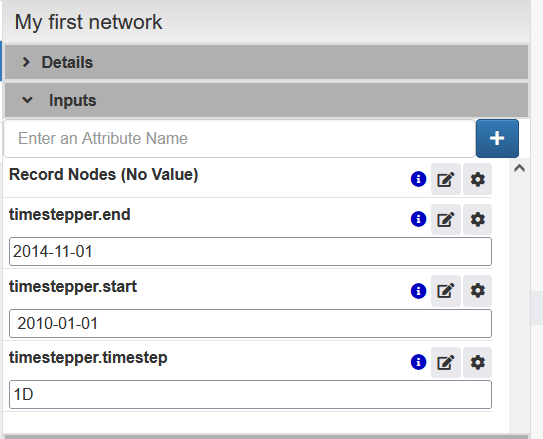 My first network
Details
Inputs
Enter an Attribute Name
Record Nodes (No Value)
timestepper.end
2014-11-01
timestepper.start
2010-01-01
timestepper.timestep
1D